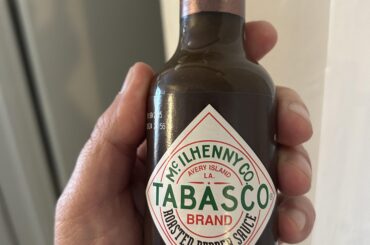 McILHENNY CO.
AVERY ISLAND
LA.
TABASCO
BRAND
ROASTED PEPPER SAUCE